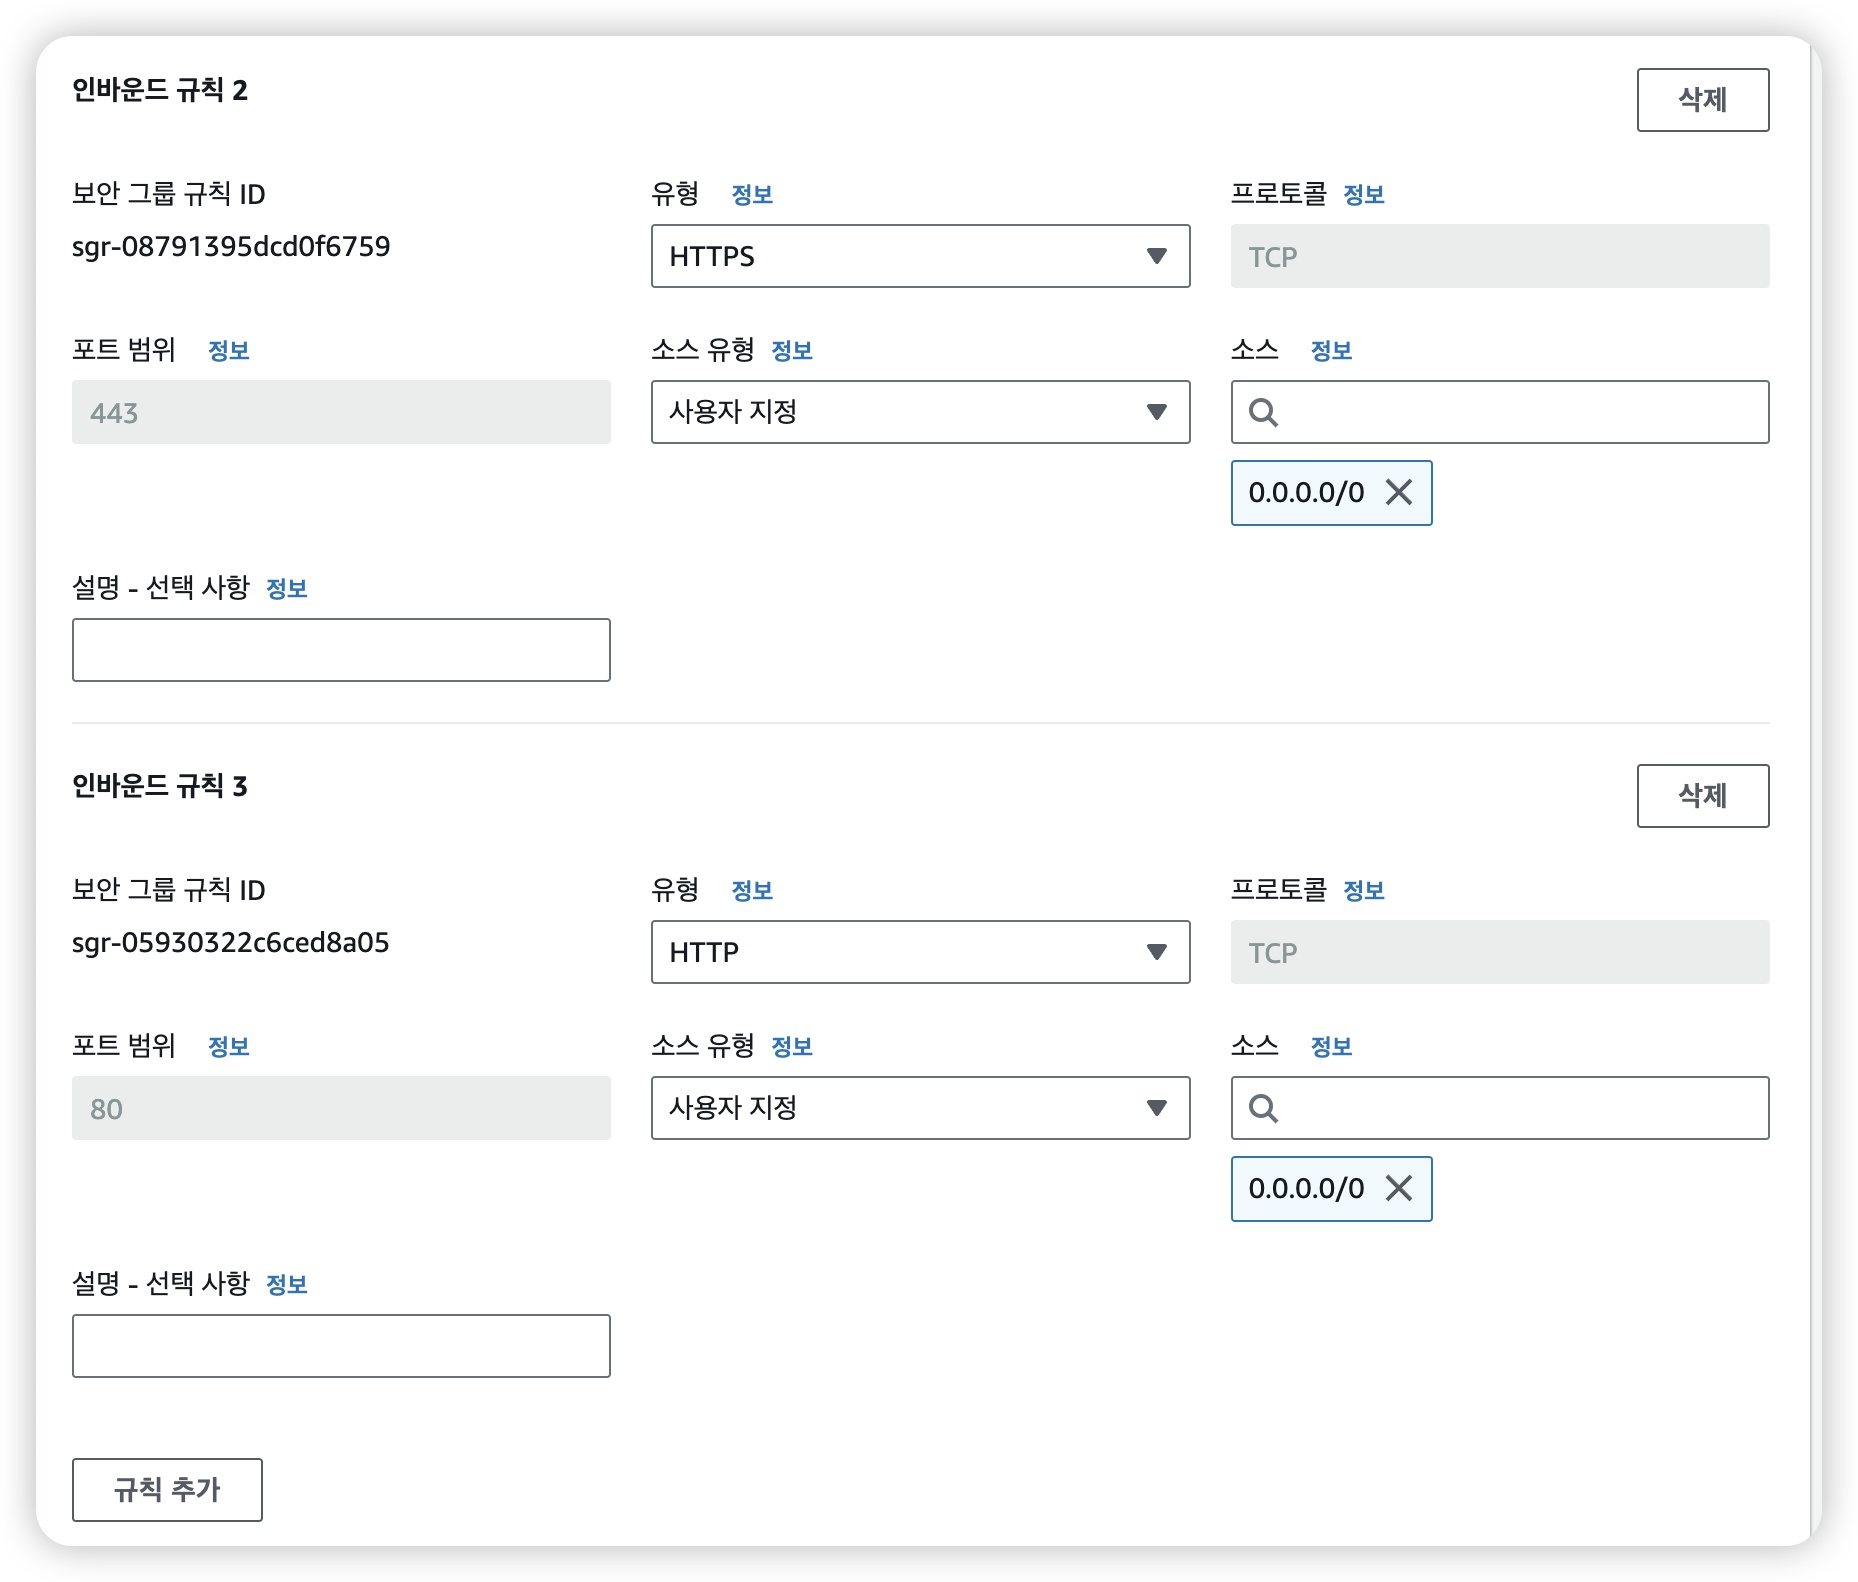 인바운드 규칙 2
삭제
보안 그룹 규칙 ID
유형 정보
프로토콜 정보
sgr-08791395dcd0f6759
HTTPS
TCP
포트 범위 정보
소스 유형 정보
소스 정보
443
사용자 지정
0.0.0.0/0
설명 - 선택 사항 정보
인바운드 규칙 3
삭제
보안 그룹 규칙 ID
유형 정보
프로토콜 정보
sgr-05930322c6ced8a05
HTTP
TCP
포트 범위 정보
소스 유형 정보
소스 정보
80
사용자 지정
0.0.0.0/0
설명 - 선택 사항 정보
규칙 추가